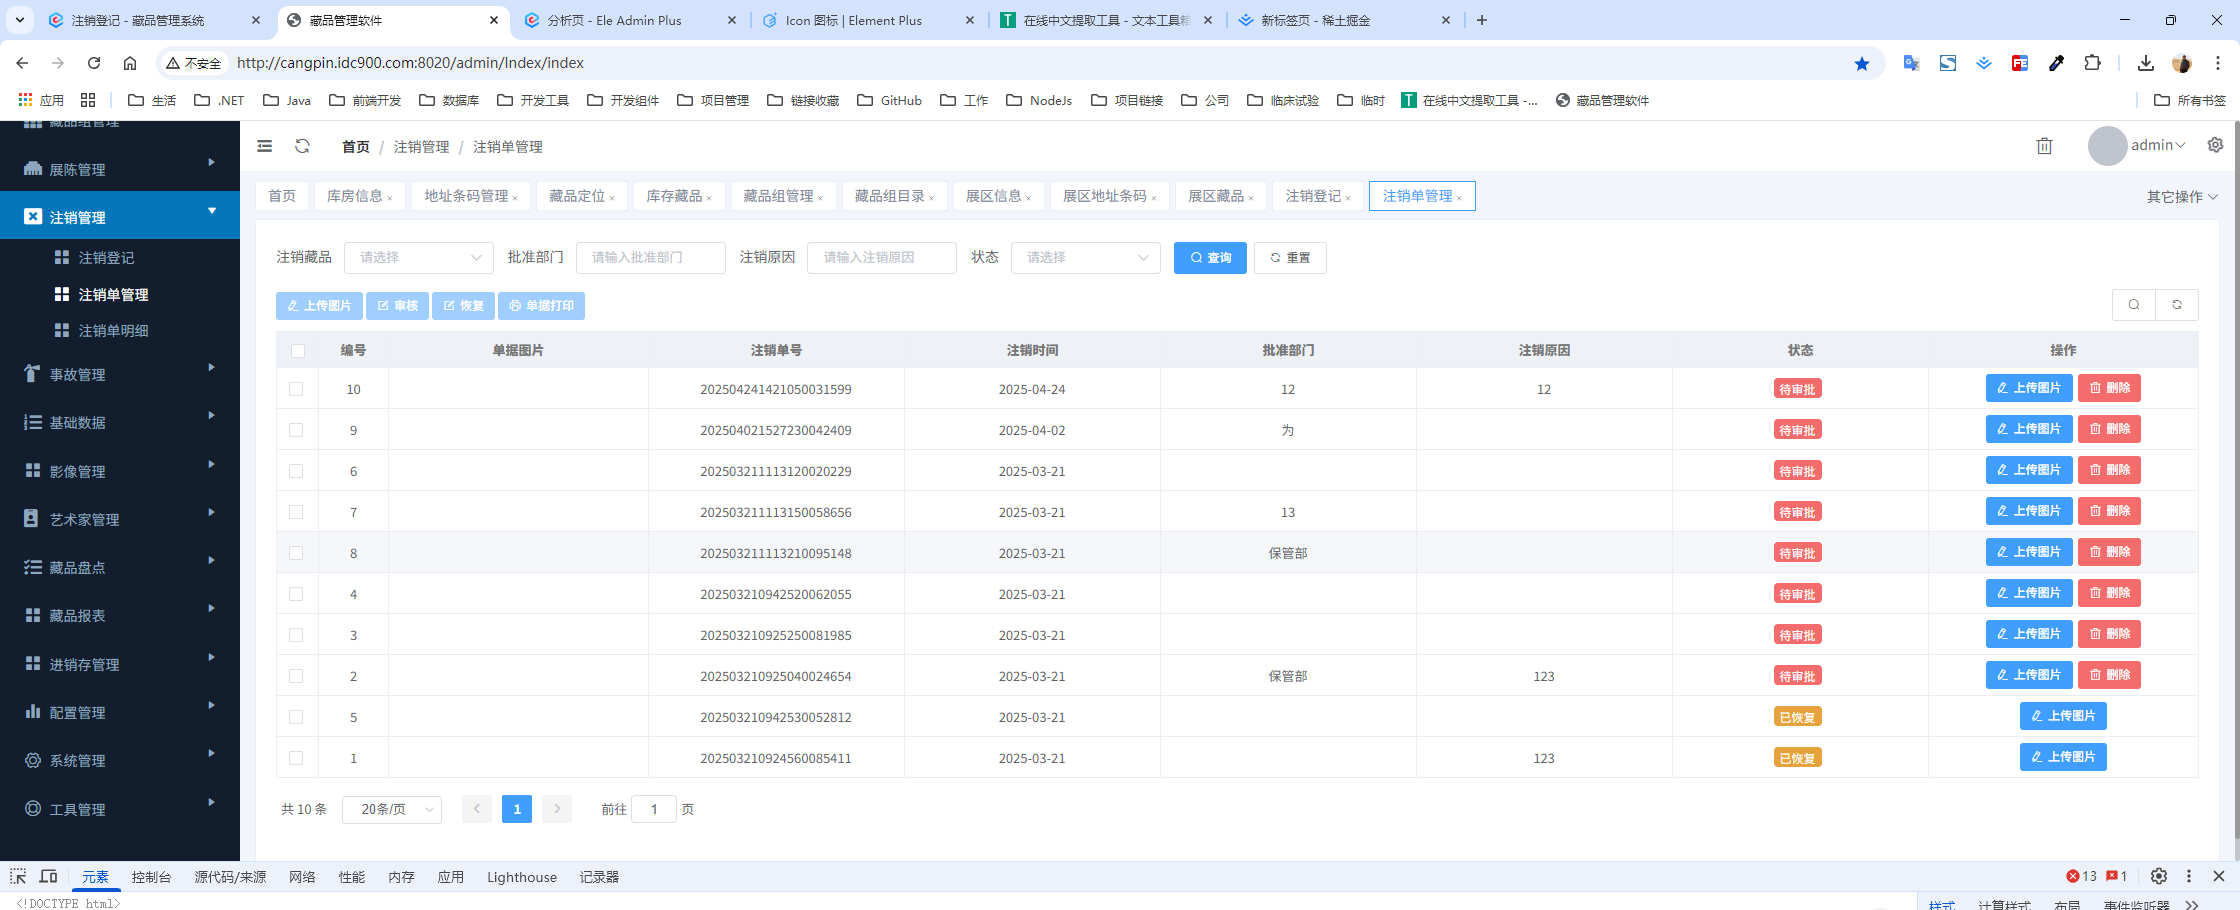 注销登记 - 藏品管理系统
藏品管理软件
分析页 - Ele Admin Plus
Icon 图标 | Element Plus
在线中文提取工具 - 文本工具
新标签页 - 稀土掘金
不安全 http://cangpin.idc900.com:8020/admin/Index/index
应用 生活 .NET Java 前端开发 数据库 开发工具 开发组件 项目管理 链接收藏 GitHub 工作 NodeJs 项目链接 公司 临床试验 临时 在线中文提取工具 -... 藏品管理软件 所有书签
藏品组管理
展陈管理
注销管理
注销登记
注销单管理
注销单明细
事故管理
基础数据
影像管理
艺术家管理
藏品盘点
藏品报表
进销存管理
配置管理
系统管理
工具管理
首页 / 注销管理 / 注销单管理
admin
首页 库房信息 × 地址条码管理 × 藏品定位 × 库存藏品 × 藏品组管理 × 藏品组目录 × 展区信息 × 展区地址条码 × 展区藏品 × 注销登记 × 注销单管理 × 其它操作
注销藏品 请选择 批准部门 请输入批准部门 注销原因 请输入注销原因 状态 请选择 查询 重置
上传图片 审核 恢复 单据打印
编号 单据图片 注销单号 注销时间 批准部门 注销原因 状态 操作
10 202504241421050031599 2025-04-24 12 12 待审批 上传图片 删除
9 202504021527230042409 2025-04-02 为 待审批 上传图片 删除
6 202503211113120020229 2025-03-21 待审批 上传图片 删除
7 202503211113150058656 2025-03-21 13 待审批 上传图片 删除
8 202503211113210095148 2025-03-21 保管部 待审批 上传图片 删除
4 202503210942520062055 2025-03-21 待审批 上传图片 删除
3 202503210925250081985 2025-03-21 待审批 上传图片 删除
2 202503210925040024654 2025-03-21 保管部 123 待审批 上传图片 删除
5 202503210942530052812 2025-03-21 已恢复 上传图片
1 202503210924560085411 2025-03-21 123 已恢复 上传图片
共 10 条 20条/页 1 前往 1 页
元素 控制台 源代码/来源 网络 性能 内存 应用 Lighthouse 记录器 13 1
<!DOCTYPE html>
样式 计算样式 布局 事件监听器